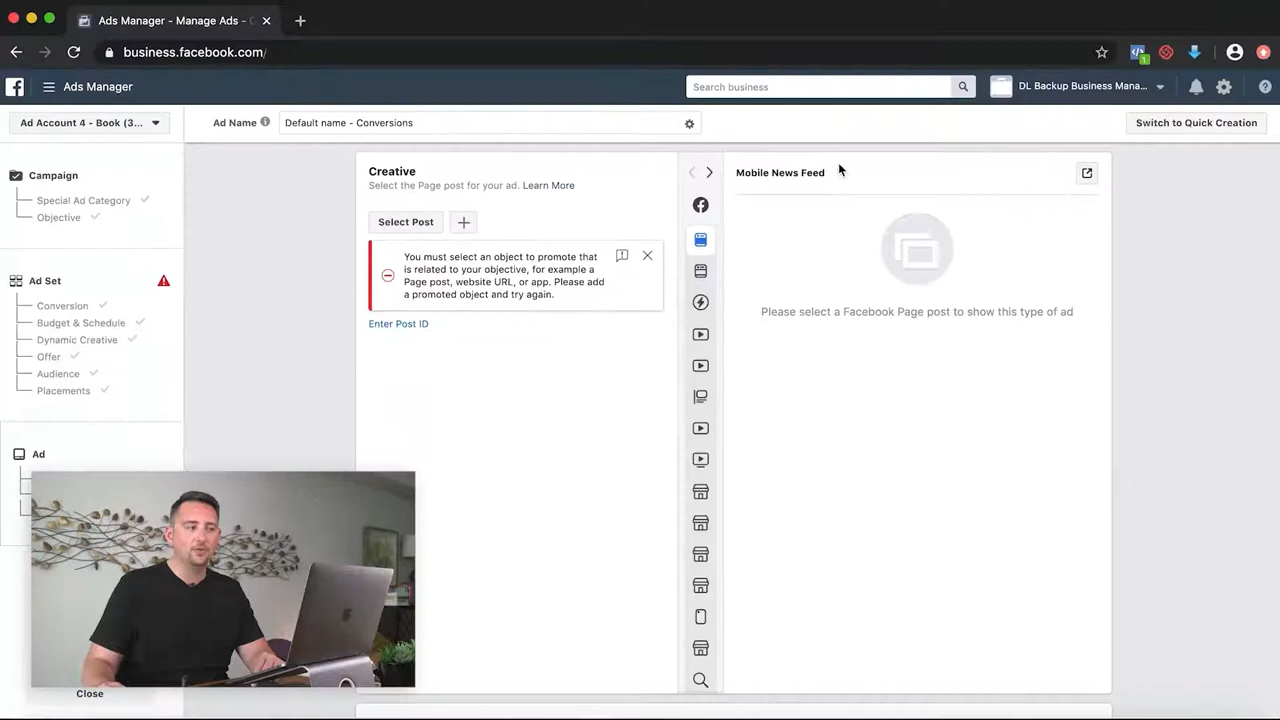 Ads Manager - Manage Ads - C
business.facebook.com/
1
Ads Manager
Search business
DL Backup Business Mana...
Ad Account 4 - Book (3...
Ad Name
Default name - Conversions
Switch to Quick Creation
Campaign
Special Ad Category
Objective
Ad Set
Conversion
Budget & Schedule
Dynamic Creative
Offer
Audience
Placements
Ad
Close
Creative
Select the Page post for your ad. Learn More
Select Post
You must select an object to promote that
is related to your objective, for example a
Page post, website URL, or app. Please add
a promoted object and try again.
Enter Post ID
Mobile News Feed
Please select a Facebook Page post to show this type of ad